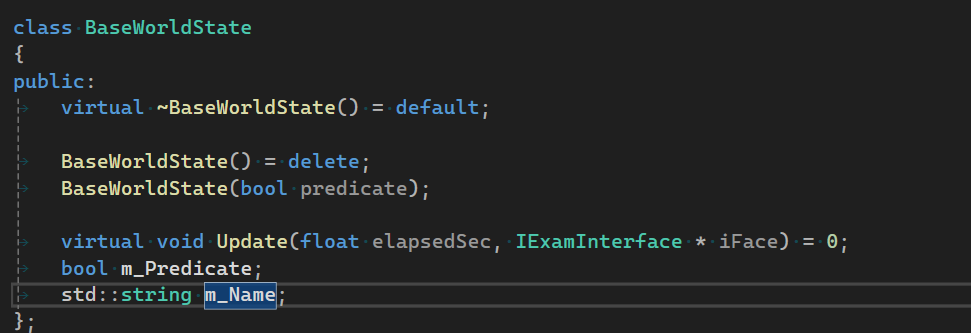 class BaseWorldState
{
public:
virtual ~BaseWorldState() = default;
BaseWorldState() = delete;
BaseWorldState(bool predicate);
virtual void Update(float elapsedSec, IExamInterface * iFace) = 0;
bool m_Predicate;
std::string m_Name;
};